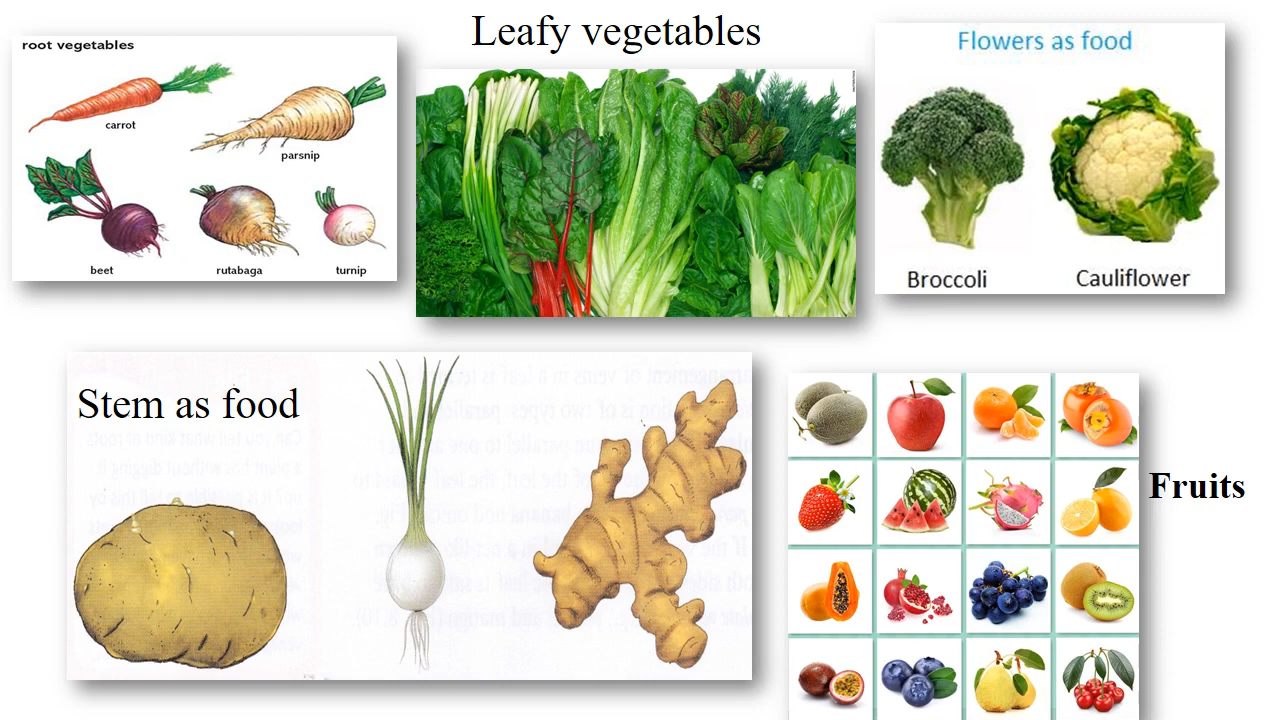 Leafy vegetables
root vegetables
carrot
parsnip
beet
rutabaga
turnip
Flowers as food
Broccoli
Cauliflower
Stem as food
Fruits